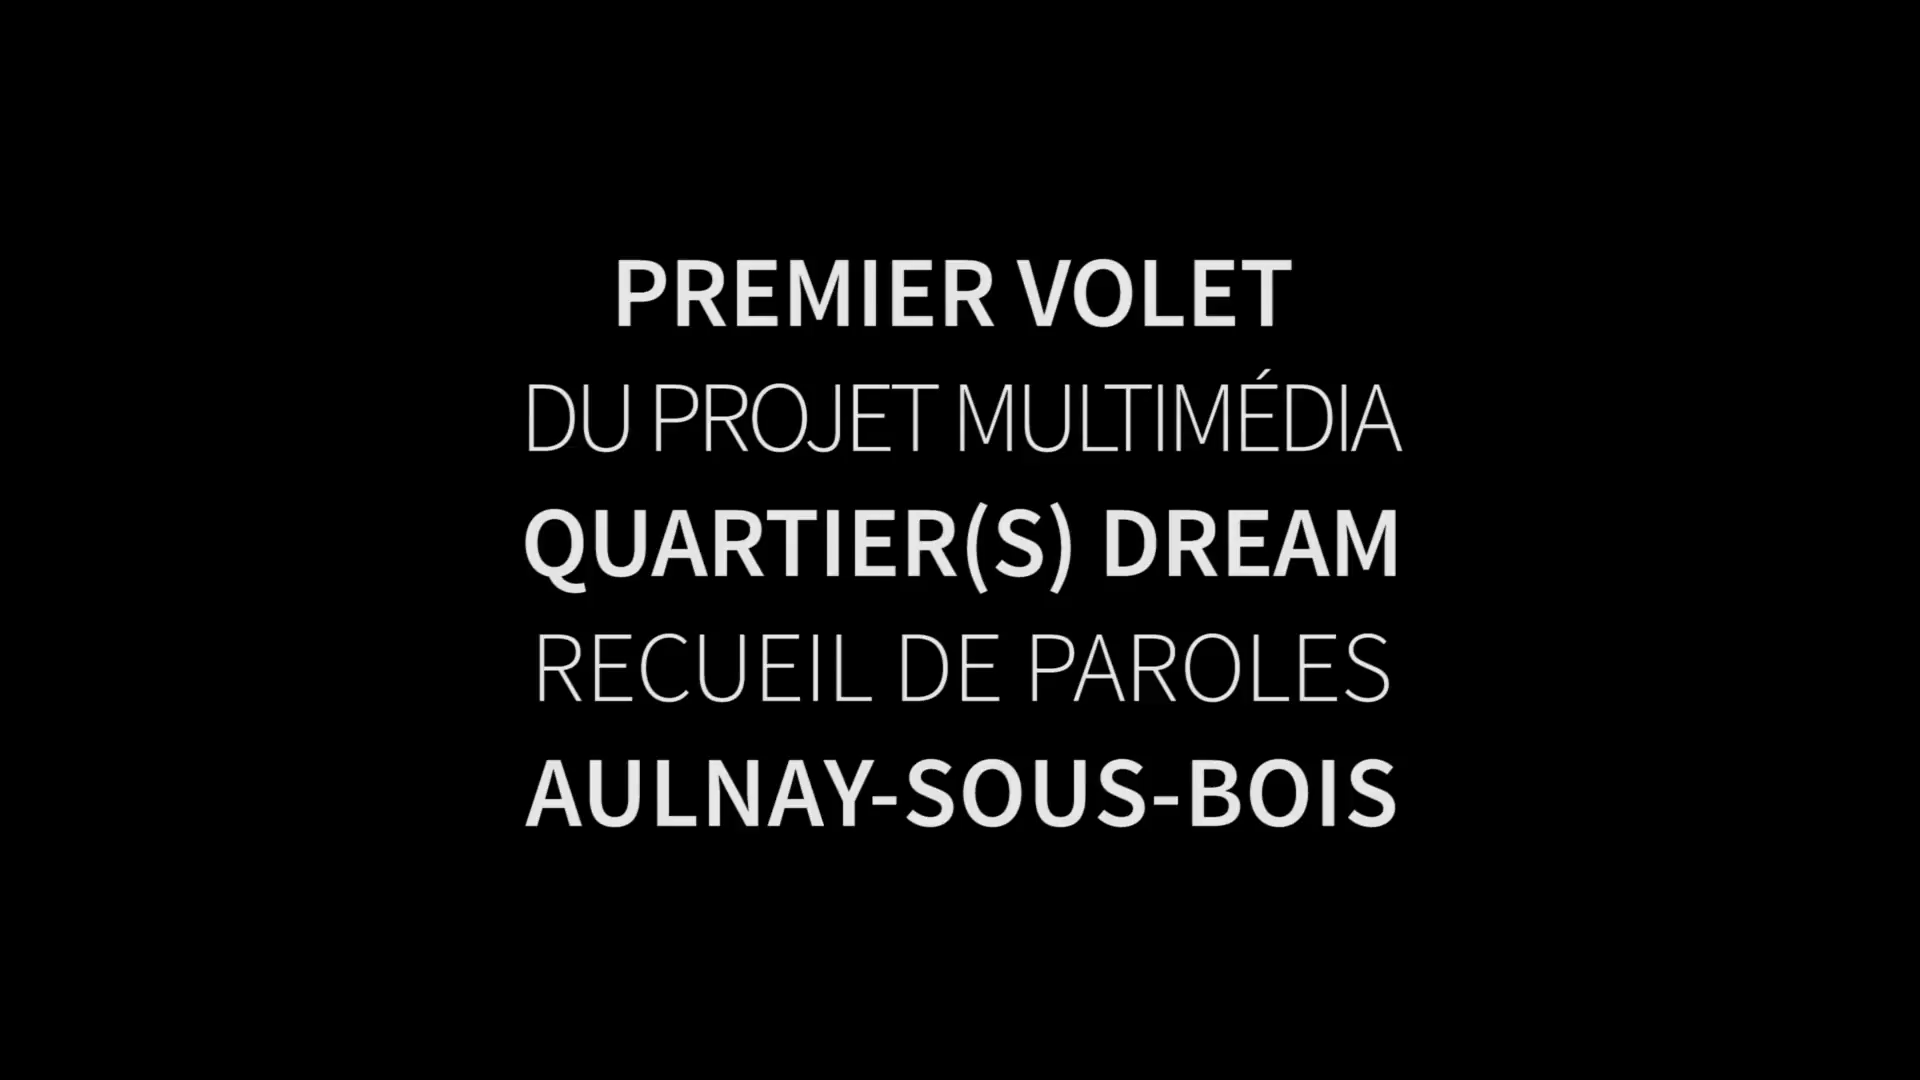 PREMIER VOLET
DU PROJET MULTIMÉDIA
QUARTIER(S) DREAM
RECUEIL DE PAROLES
AULNAY-SOUS-BOIS